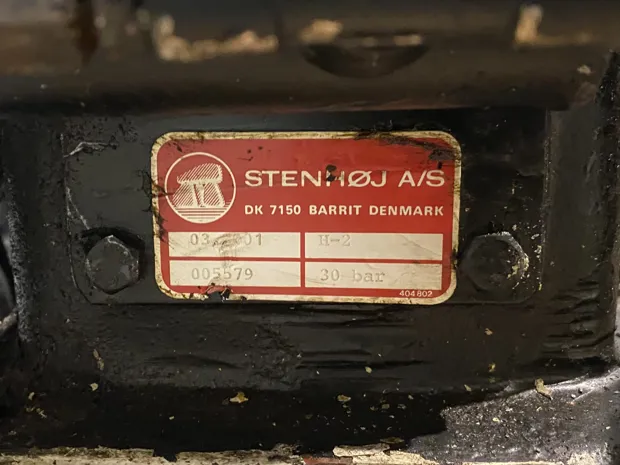 STENHØJ A/S
DK 7150 BARRIT DENMARK
H-2
005579 30 bar
404802